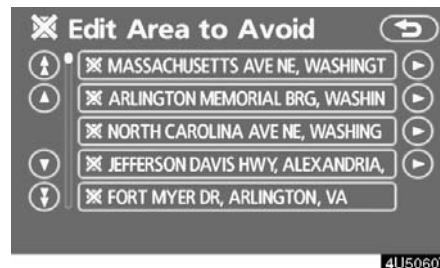 Edit Area to Avoid
MASSACHUSETTS AVE NE, WASHINGT
ARLINGTON MEMORIAL BRG, WASHIN
NORTH CAROLINA AVE NE, WASHING
JEFFERSON DAVIS HWY, ALEXANDRIA,
FORT MYER DR, ARLINGTON, VA
4U5060